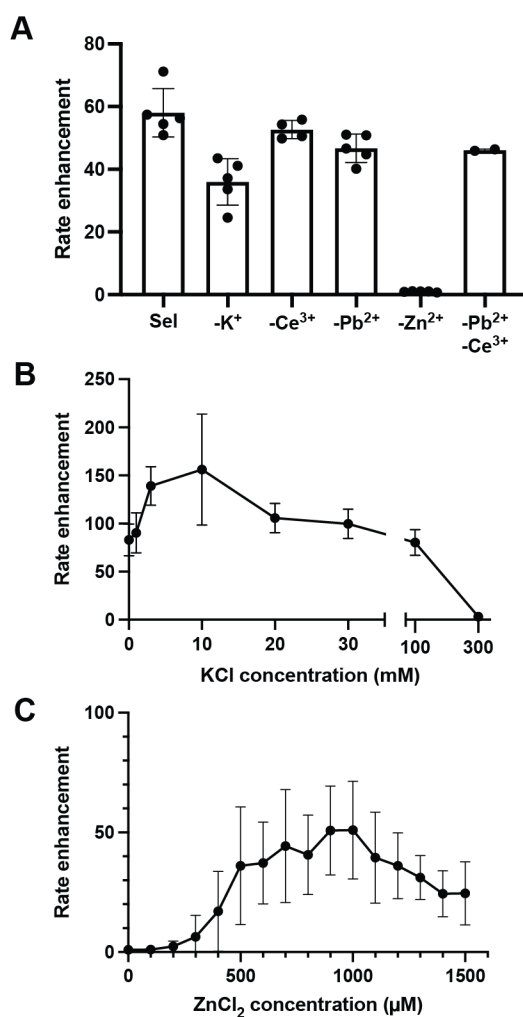 A
Rate enhancement
80
60
40
20
0
Sel -K⁺ -Ce³⁺ -Pb²⁺ -Zn²⁺ -Pb²⁺
-Ce³⁺
B
Rate enhancement
250
200
150
100
50
0
0 10 20 30 100 300
KCl concentration (mM)
C
Rate enhancement
100
50
0
0 500 1000 1500
ZnCl₂ concentration (µM)